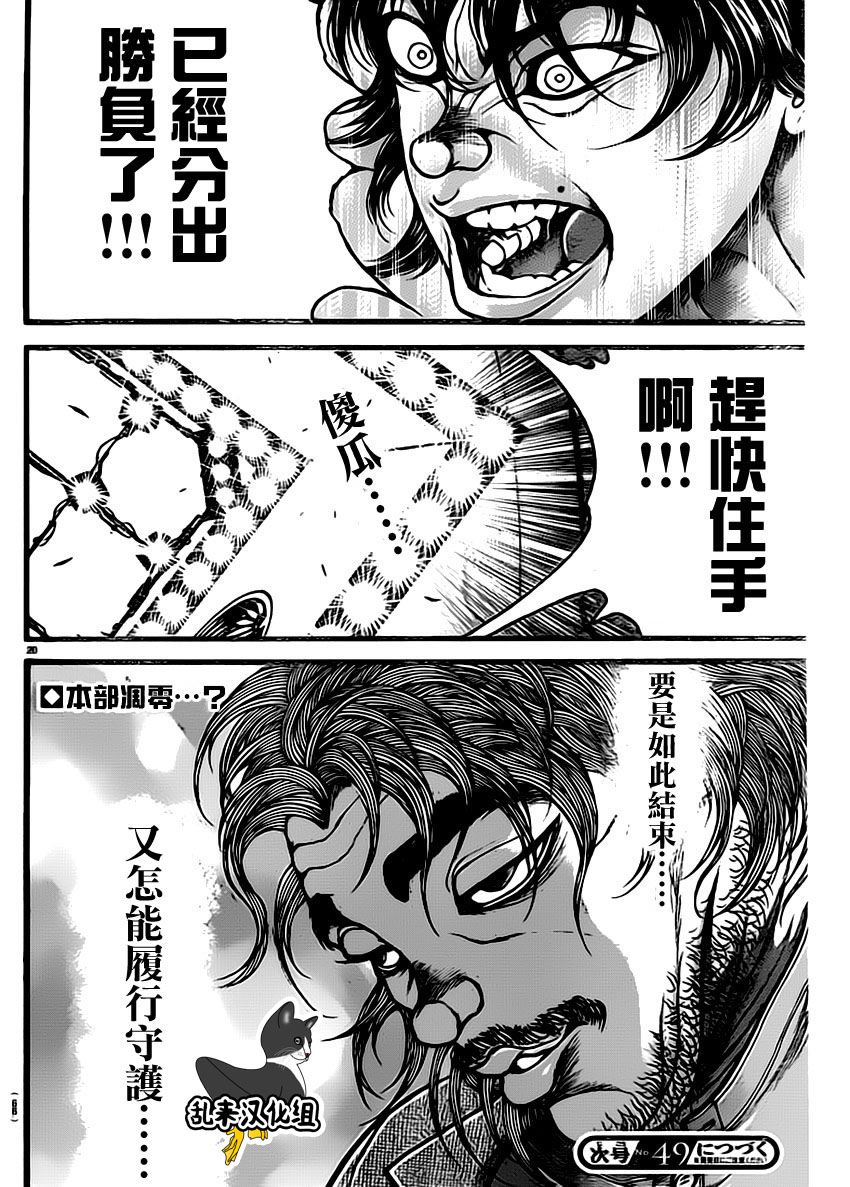 已經分出
勝負了!!!
趕快住手
啊!!!
傻瓜……
20
要是如此結束……
本部凋零…？
又怎能履行守護……
乱来汉化组
次号No.49につづく